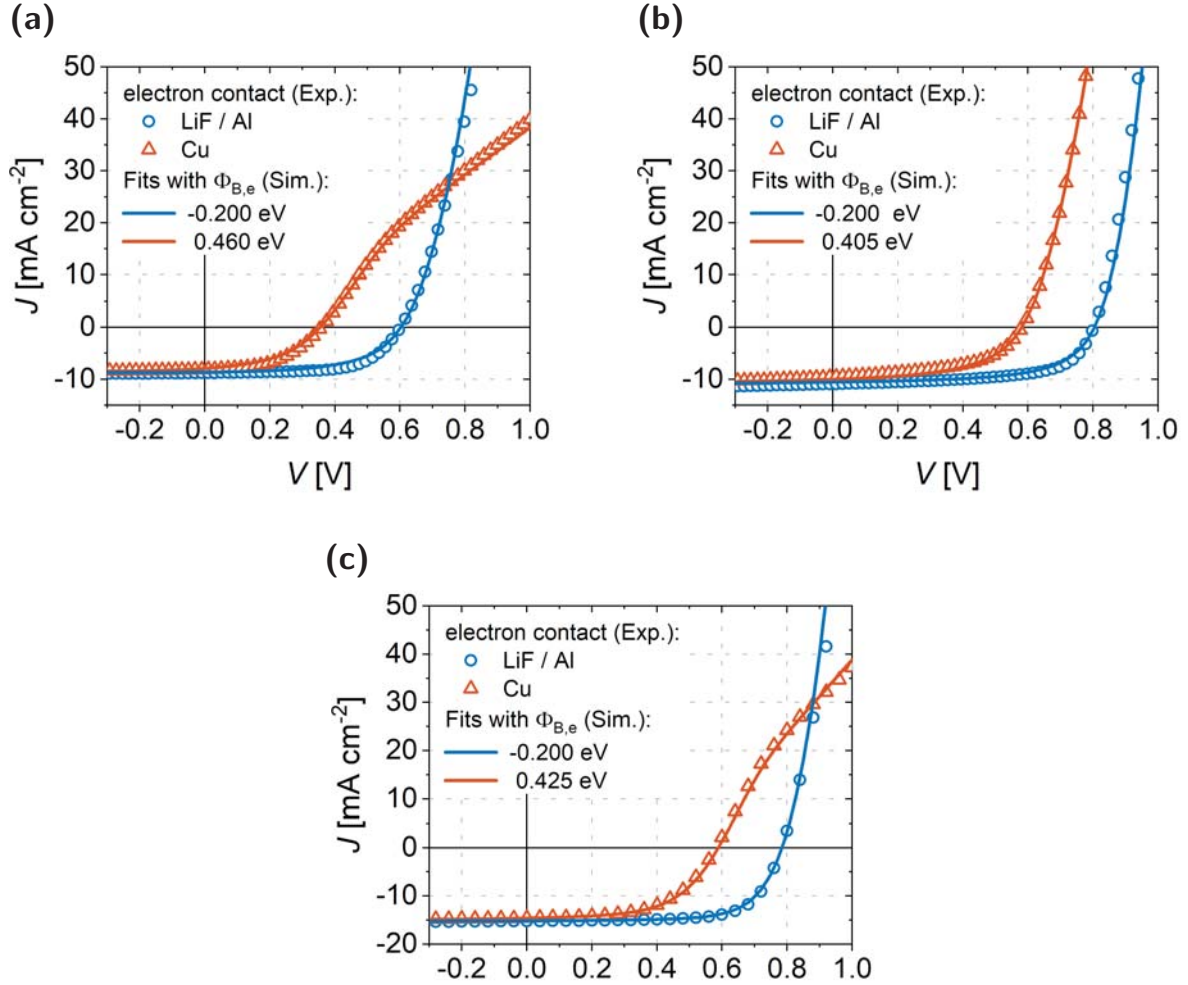 (a)
50
40
30
20
10
0
-10
J [mA cm⁻²]
electron contact (Exp.):
LiF / Al
Cu
Fits with Φ_B,e (Sim.):
-0.200 eV
0.460 eV
-0.2 0.0 0.2 0.4 0.6 0.8 1.0
V [V]
(b)
50
40
30
20
10
0
-10
J [mA cm⁻²]
electron contact (Exp.):
LiF / Al
Cu
Fits with Φ_B,e (Sim.):
-0.200 eV
0.405 eV
-0.2 0.0 0.2 0.4 0.6 0.8 1.0
V [V]
(c)
50
40
30
20
10
0
-10
-20
J [mA cm⁻²]
electron contact (Exp.):
LiF / Al
Cu
Fits with Φ_B,e (Sim.):
-0.200 eV
0.425 eV
-0.2 0.0 0.2 0.4 0.6 0.8 1.0